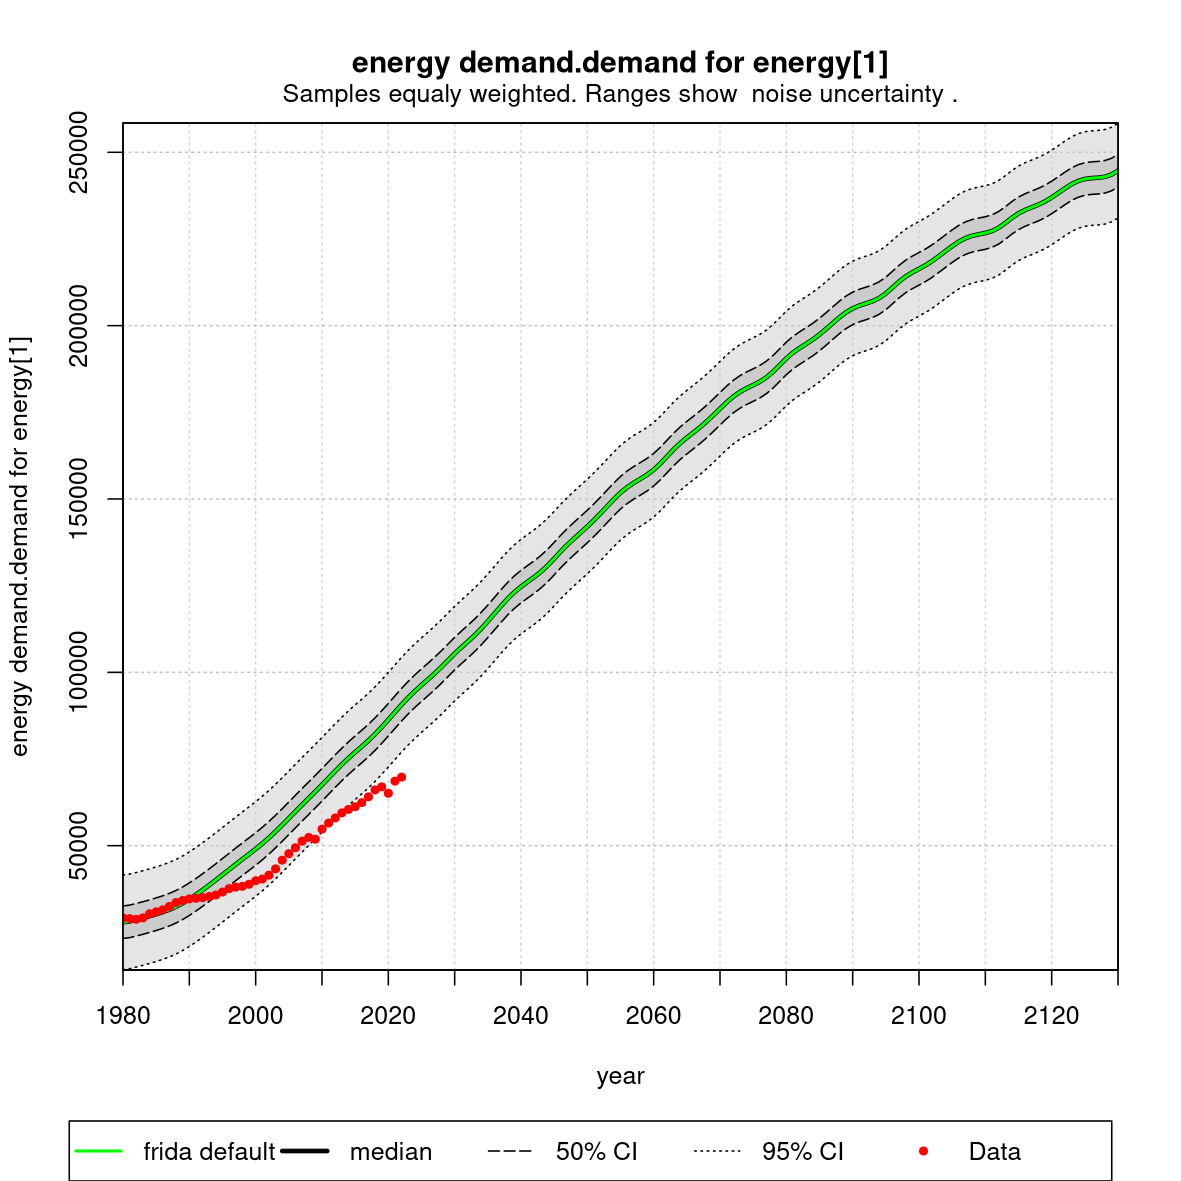 energy demand.demand for energy[1]
Samples equaly weighted. Ranges show  noise uncertainty .
energy demand.demand for energy[1]
250000
200000
150000
100000
50000
1980 2000 2020 2040 2060 2080 2100 2120
year
frida default median 50% CI 95% CI Data